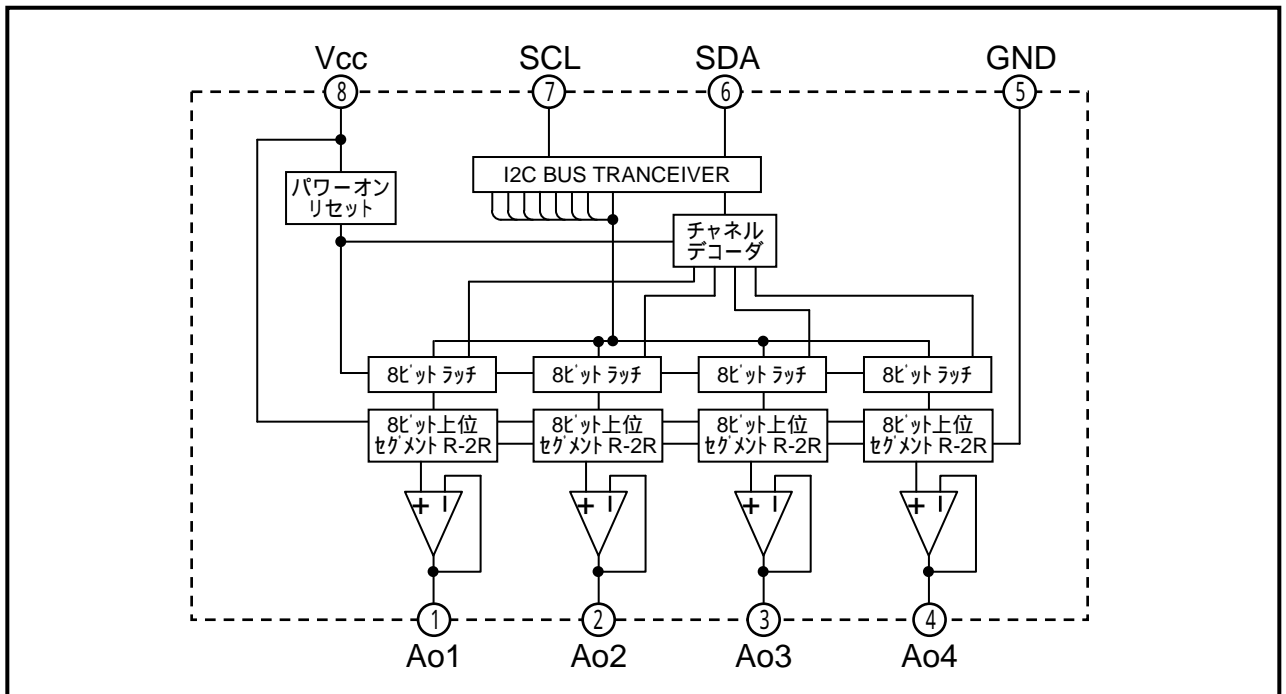 Vcc
SCL
SDA
GND
8
7
6
5
I2C BUS TRANCEIVER
パワーオン
リセット
チャネル
デコーダ
8ビット ラッチ
8ビット ラッチ
8ビット ラッチ
8ビット ラッチ
8ビット上位
セグメント R-2R
8ビット上位
セグメント R-2R
8ビット上位
セグメント R-2R
8ビット上位
セグメント R-2R
+ −
+ −
+ −
+ −
1
2
3
4
Ao1
Ao2
Ao3
Ao4